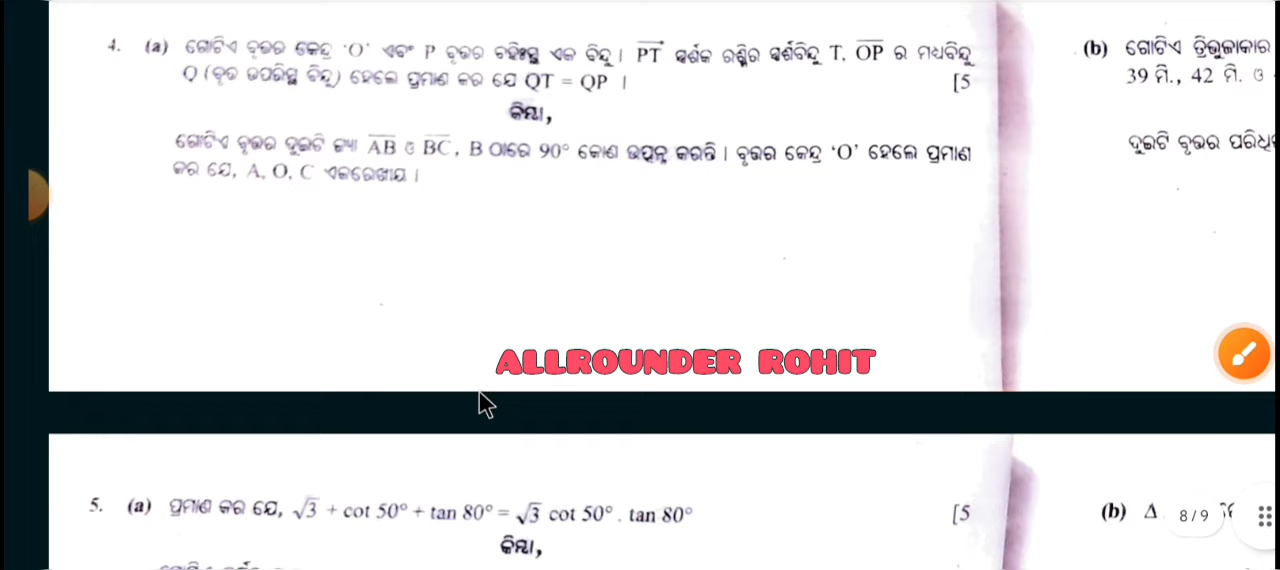 4. (a) ଗୋଟିଏ ବୃତ୍ତର କେନ୍ଦ୍ର 'O' ଏବଂ P ବୃତ୍ତର ବହିଃସ୍ଥ ଏକ ବିନ୍ଦୁ । PT ସ୍ପର୍ଶକ ରଶ୍ମିର ସ୍ପର୍ଶବିନ୍ଦୁ T, OP ର ମଧ୍ୟବିନ୍ଦୁ
Q (ବୃତ୍ତ ଉପରିସ୍ଥ ବିନ୍ଦୁ) ହେଲେ ପ୍ରମାଣ କର ଯେ QT = QP । [5
କିମ୍ବା,
ଗୋଟିଏ ବୃତ୍ତର ଦୁଇଟି ଜ୍ୟା AB ଓ BC, B ଠାରେ 90° କୋଣ ଉତ୍ପନ୍ନ କରନ୍ତି । ବୃତ୍ତର କେନ୍ଦ୍ର 'O' ହେଲେ ପ୍ରମାଣ
କର ଯେ, A, O, C ଏକରେଖୀୟ ।
(b) ଗୋଟିଏ ତ୍ରିଭୁଜାକାର
39 ମି., 42 ମି. ଓ
ଦୁଇଟି ବୃତ୍ତର ପରିଧି
ALLROUNDER ROHIT
5. (a) ପ୍ରମାଣ କର ଯେ, √3 + cot 50° + tan 80° = √3 cot 50° . tan 80° [5
କିମ୍ବା,
(b) Δ
8/9